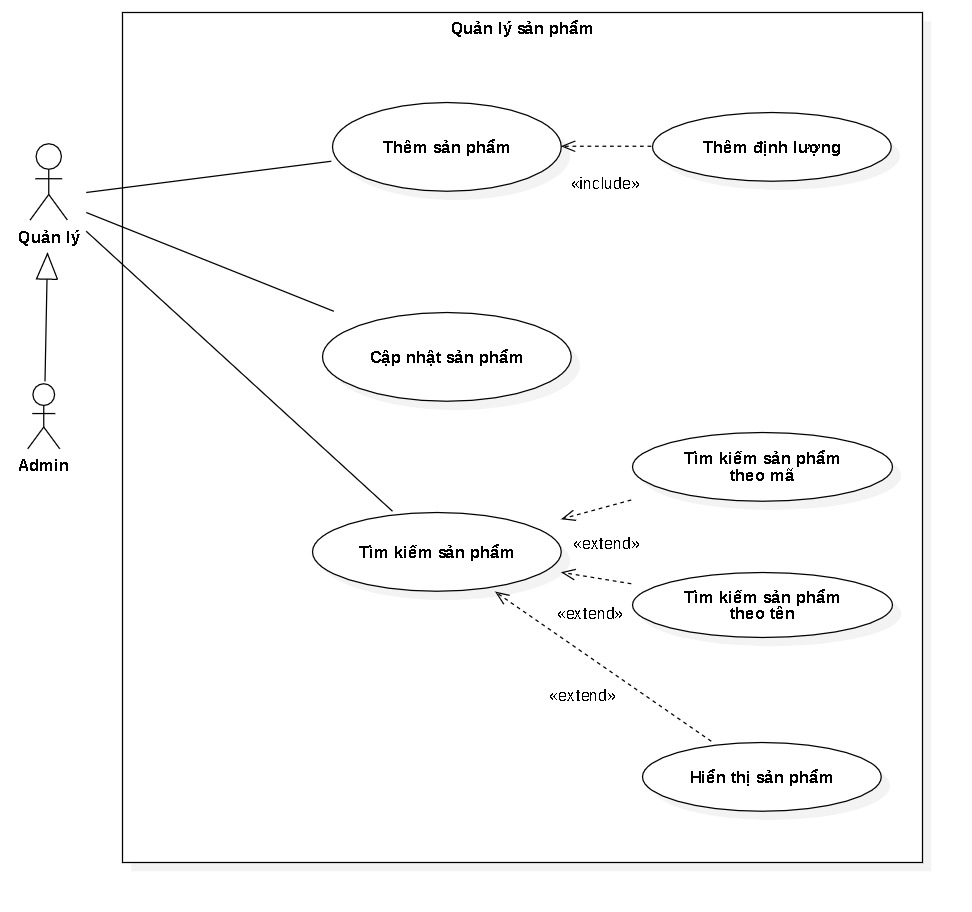 Quản lý sản phẩm
Thêm sản phẩm
Thêm định lượng
«include»
Quản lý
Cập nhật sản phẩm
Admin
Tìm kiếm sản phẩm
theo mã
«extend»
Tìm kiếm sản phẩm
Tìm kiếm sản phẩm
theo tên
«extend»
«extend»
Hiển thị sản phẩm